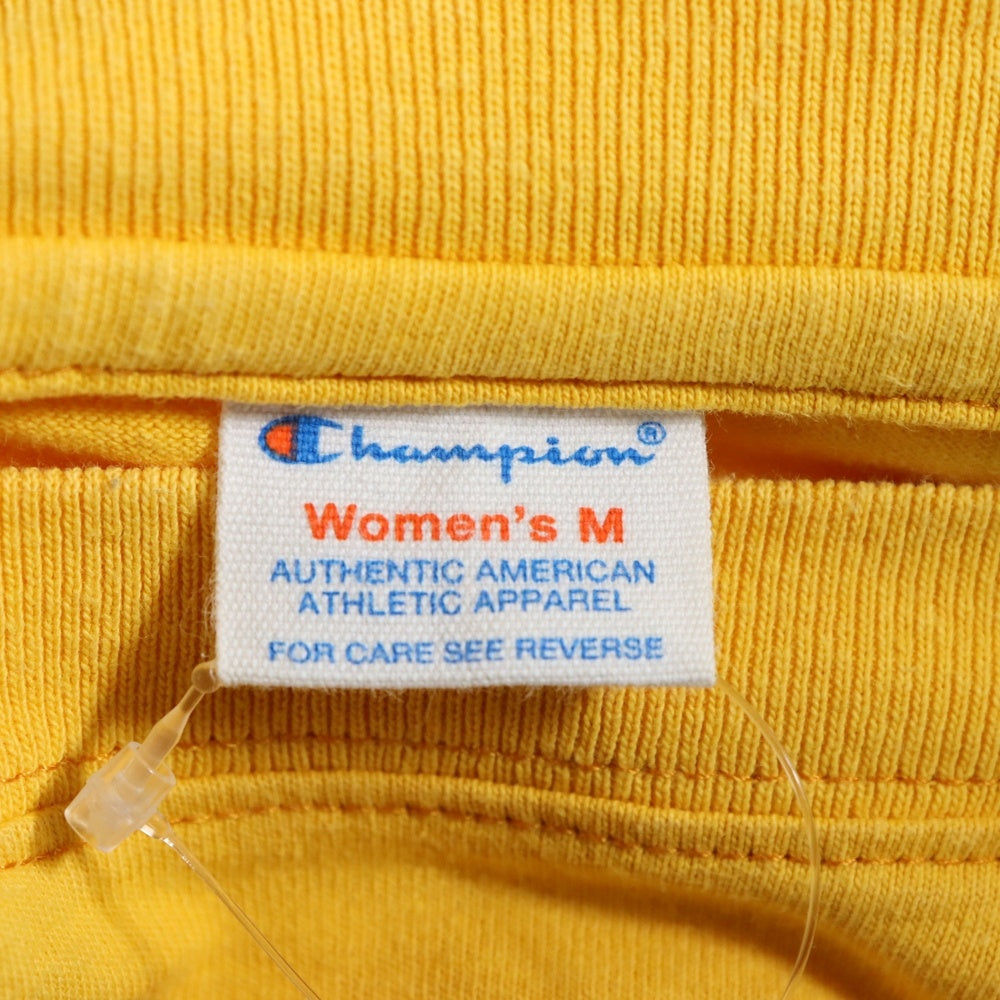 Champion®
Women's M
AUTHENTIC AMERICAN
ATHLETIC APPAREL
FOR CARE SEE REVERSE